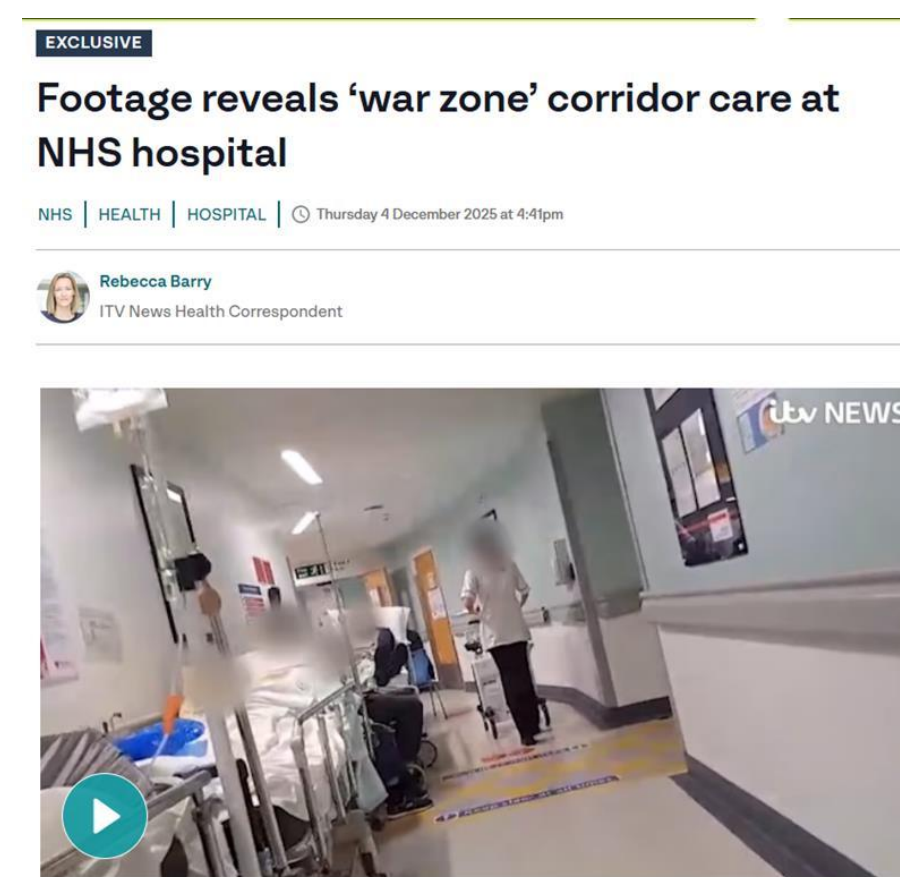 EXCLUSIVE
Footage reveals ‘war zone’ corridor care at
NHS hospital
NHS HEALTH HOSPITAL Thursday 4 December 2025 at 4:41pm
Rebecca Barry
ITV News Health Correspondent
itv NEWS